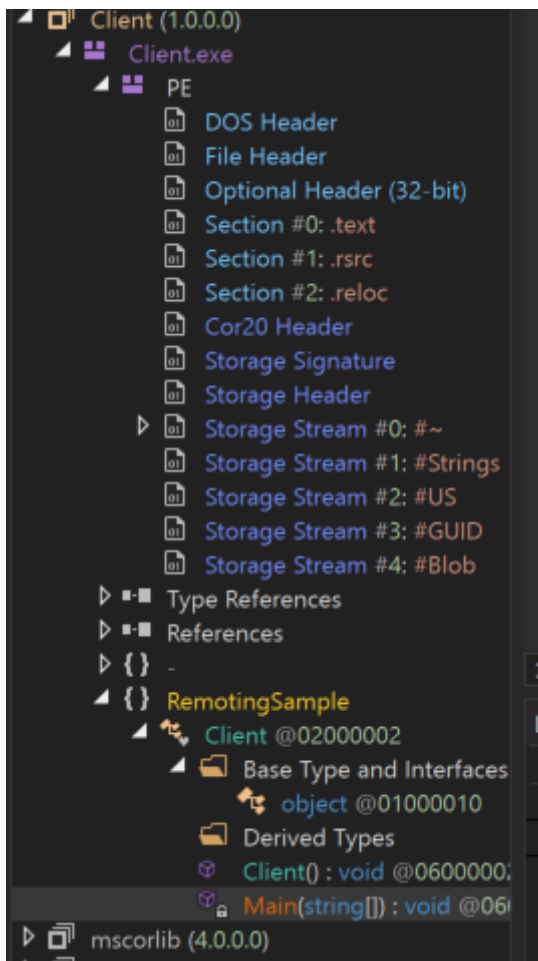 Client (1.0.0.0)
Client.exe
PE
DOS Header
File Header
Optional Header (32-bit)
Section #0: .text
Section #1: .rsrc
Section #2: .reloc
Cor20 Header
Storage Signature
Storage Header
Storage Stream #0: #~
Storage Stream #1: #Strings
Storage Stream #2: #US
Storage Stream #3: #GUID
Storage Stream #4: #Blob
Type References
References
{ } -
{ } RemotingSample
Client @02000002
Base Type and Interfaces
object @01000010
Derived Types
Client() : void @0600000
Main(string[]) : void @06
mscorlib (4.0.0.0)